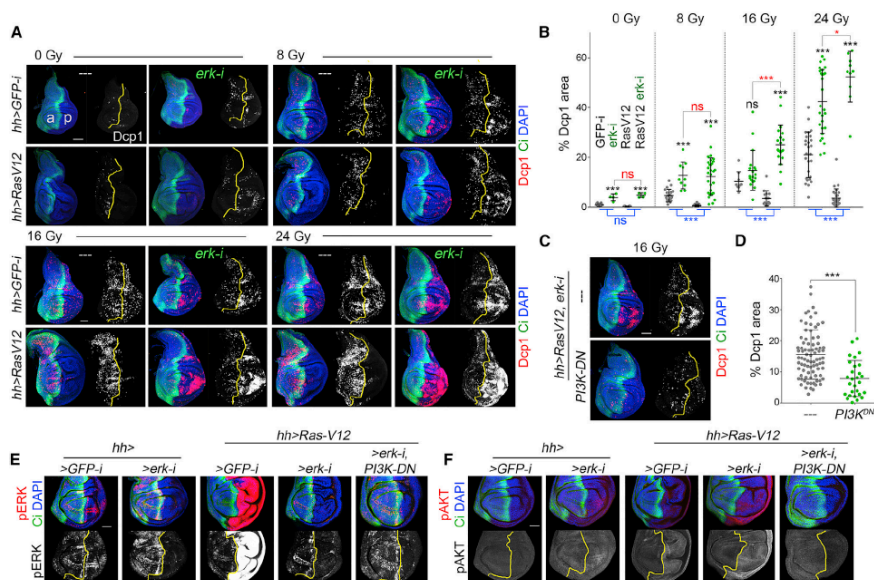 A
0 Gy
8 Gy
---
erk-i
---
erk-i
hh>GFP-i
a p
Dcp1
hh>RasV12
Dcp1 Ci DAPI
16 Gy
24 Gy
---
erk-i
---
erk-i
hh>GFP-i
hh>RasV12
Dcp1 Ci DAPI
B
0 Gy
8 Gy
16 Gy
24 Gy
% Dcp1 area
60
40
20
0
GFP-i
erk-i
RasV12
RasV12 erk-i
ns
***
***
ns
ns
***
***
***
***
ns
***
***
*
***
***
***
C
16 Gy
hh>RasV12, erk-i
---
PI3K-DN
Dcp1 Ci DAPI
D
% Dcp1 area
40
30
20
10
0
***
---
PI3K^DN
E
hh>
hh>Ras-V12
>GFP-i
>erk-i
>GFP-i
>erk-i
>erk-i,
PI3K-DN
pERK
Ci DAPI
pERK
F
hh>
hh>Ras-V12
>GFP-i
>erk-i
>GFP-i
>erk-i
>erk-i,
PI3K-DN
pAKT
Ci DAPI
pAKT